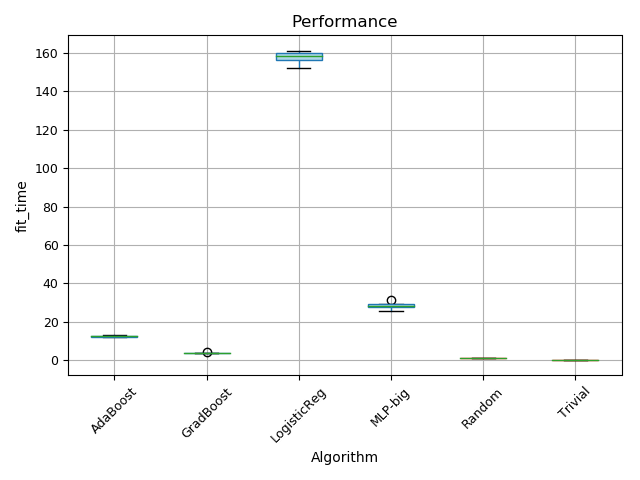 Performance
fit_time
160
140
120
100
80
60
40
20
0
AdaBoost
GradBoost
LogisticReg
MLP-big
Random
Trivial
Algorithm